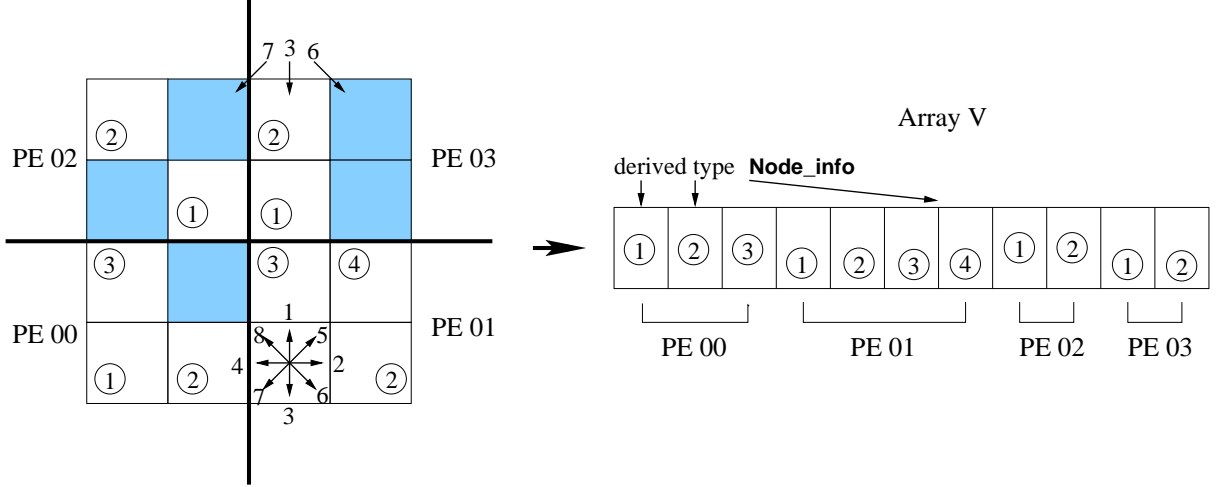 7 3 6
Array V
② ②
PE 02 PE 03
derived type Node_info
① ①
① ② ③ ① ② ③ ④ ① ② ① ②
③ ③ ④
1
PE 00 8 5 PE 01
PE 00 PE 01 PE 02 PE 03
4 2
① ② ②
7 6
3